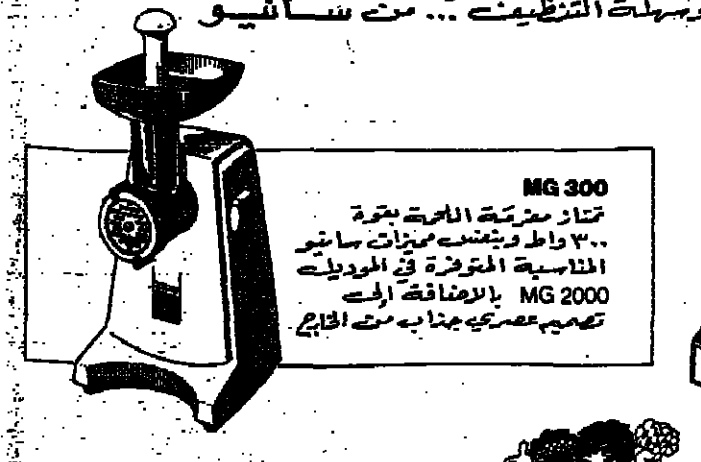 وسهلة التنظيف ... من سانيو
MG 300
تمتاز مفرمة اللحمة بقوة
٣٠٠ واط وبنفس مميزات سانيو
المناسبة المتوفرة في الموديل
MG 2000 بالاضافة إلى
تصميم عصري جذاب من الخارج